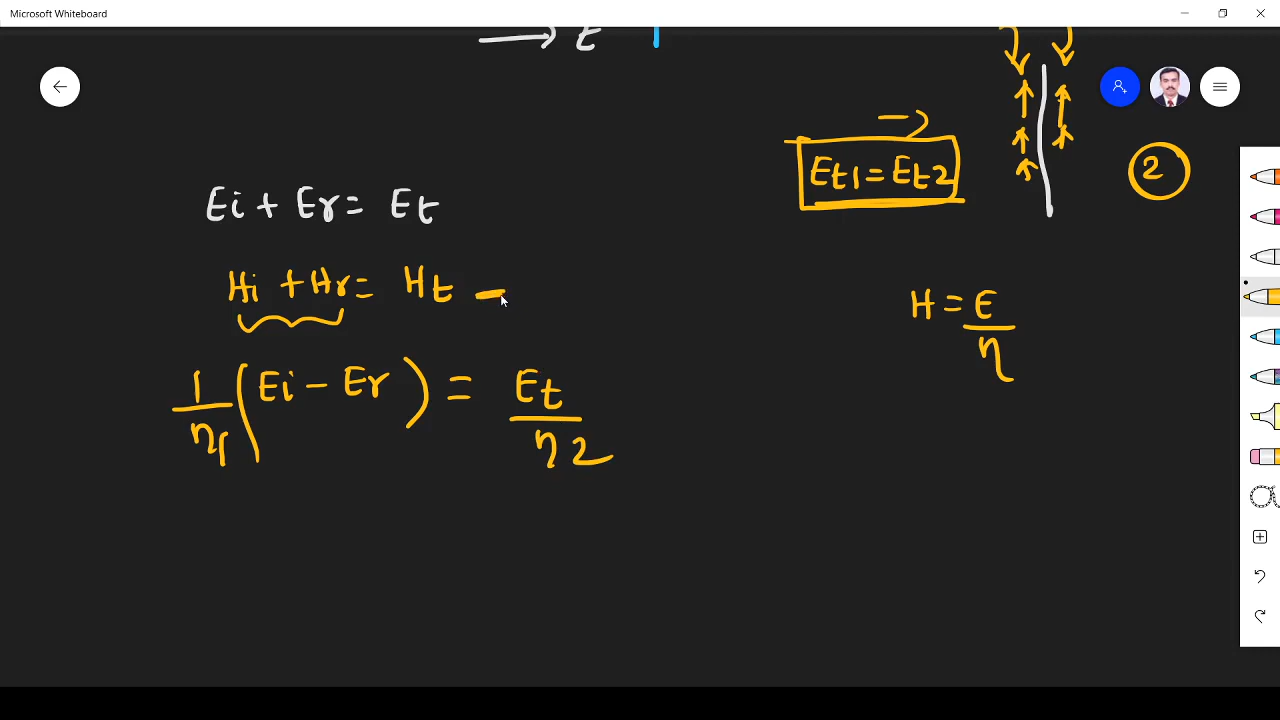 Microsoft Whiteboard
t
Et1 = Et2
2
Ei + Er = Et
Hi + Hr = Ht -
H = E
η
1 (Ei - Er) = Et
η1 η2